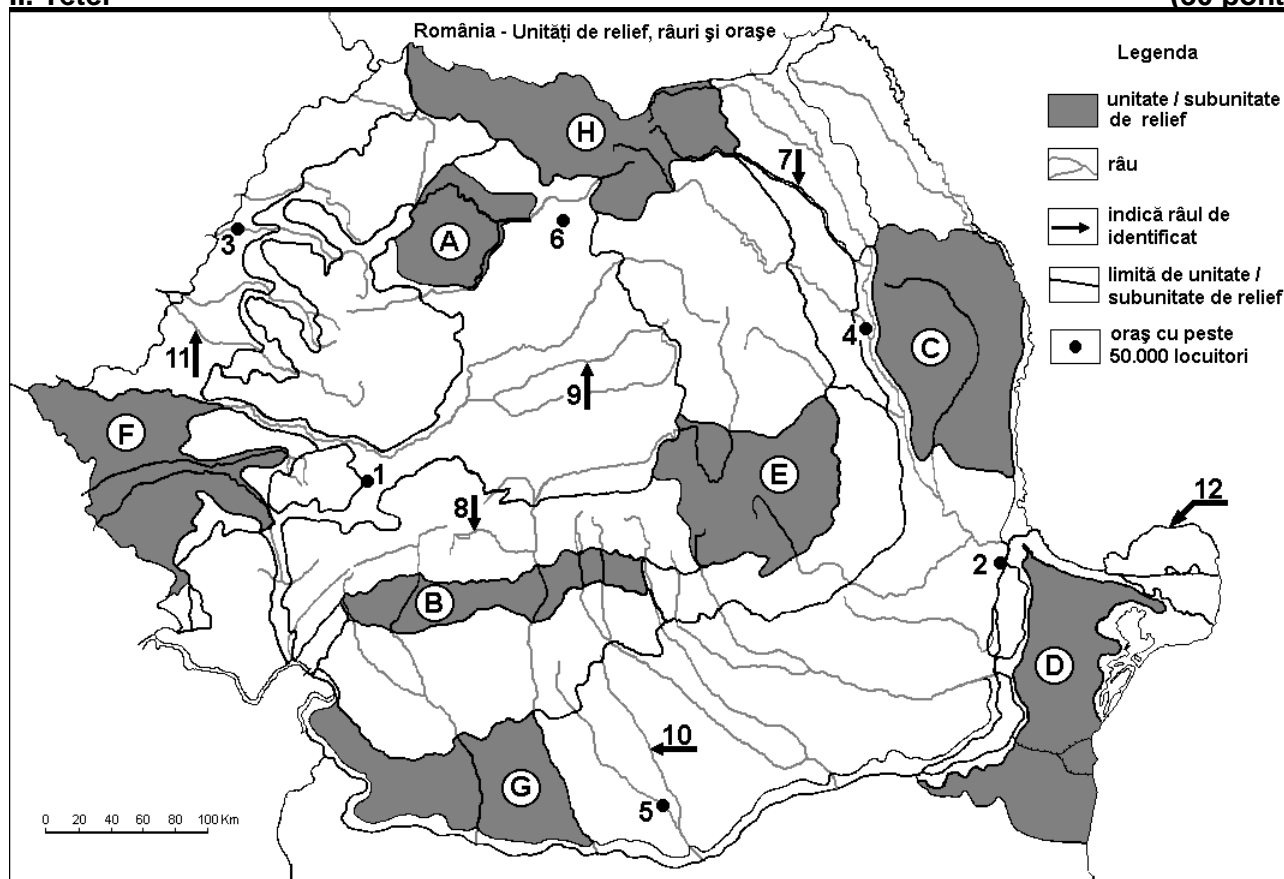 România - Unități de relief, râuri și orașe
Legenda
unitate / subunitate
de relief
râu
indică râul de
identificat
limită de unitate /
subunitate de relief
oraș cu peste
50.000 locuitori
H
7
A
6
3
C
4
11
9
F
E
1
12
8
2
B
D
10
G
5
0 20 40 60 80 100 Km